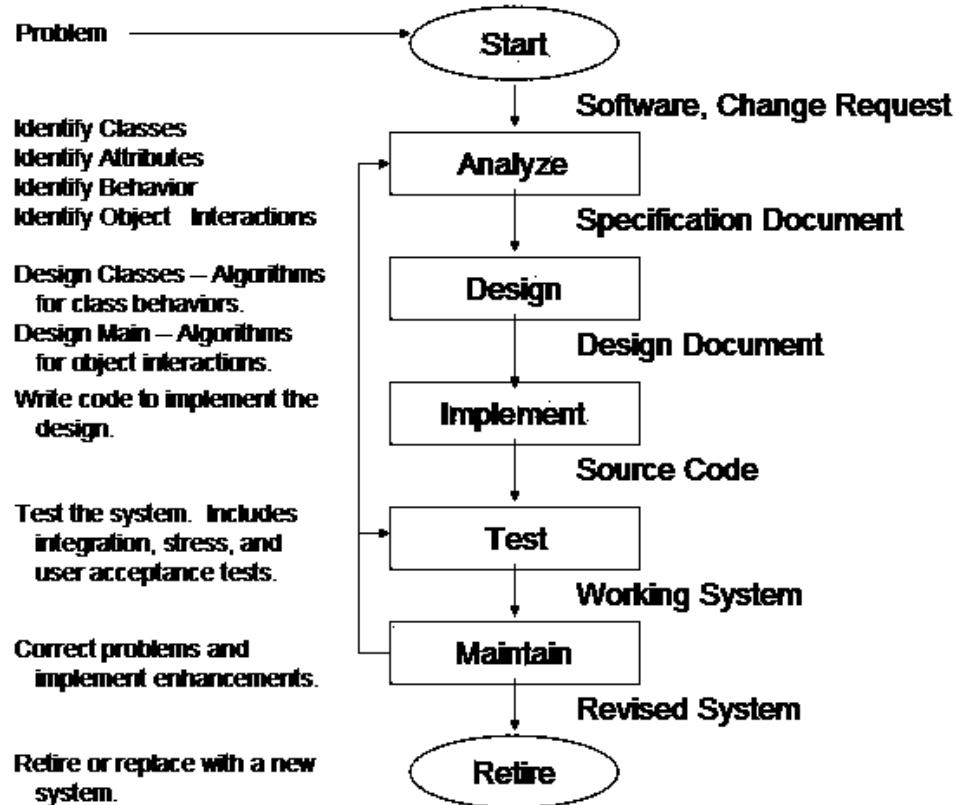 Problem
Start
Software, Change Request
Identify Classes
Identify Attributes
Identify Behavior
Identify Object Interactions
Analyze
Specification Document
Design Classes – Algorithms
for class behaviors.
Design Main – Algorithms
for object interactions.
Design
Design Document
Write code to implement the
design.
Implement
Source Code
Test the system. Includes
integration, stress, and
user acceptance tests.
Test
Working System
Correct problems and
implement enhancements.
Maintain
Revised System
Retire or replace with a new
system.
Retire